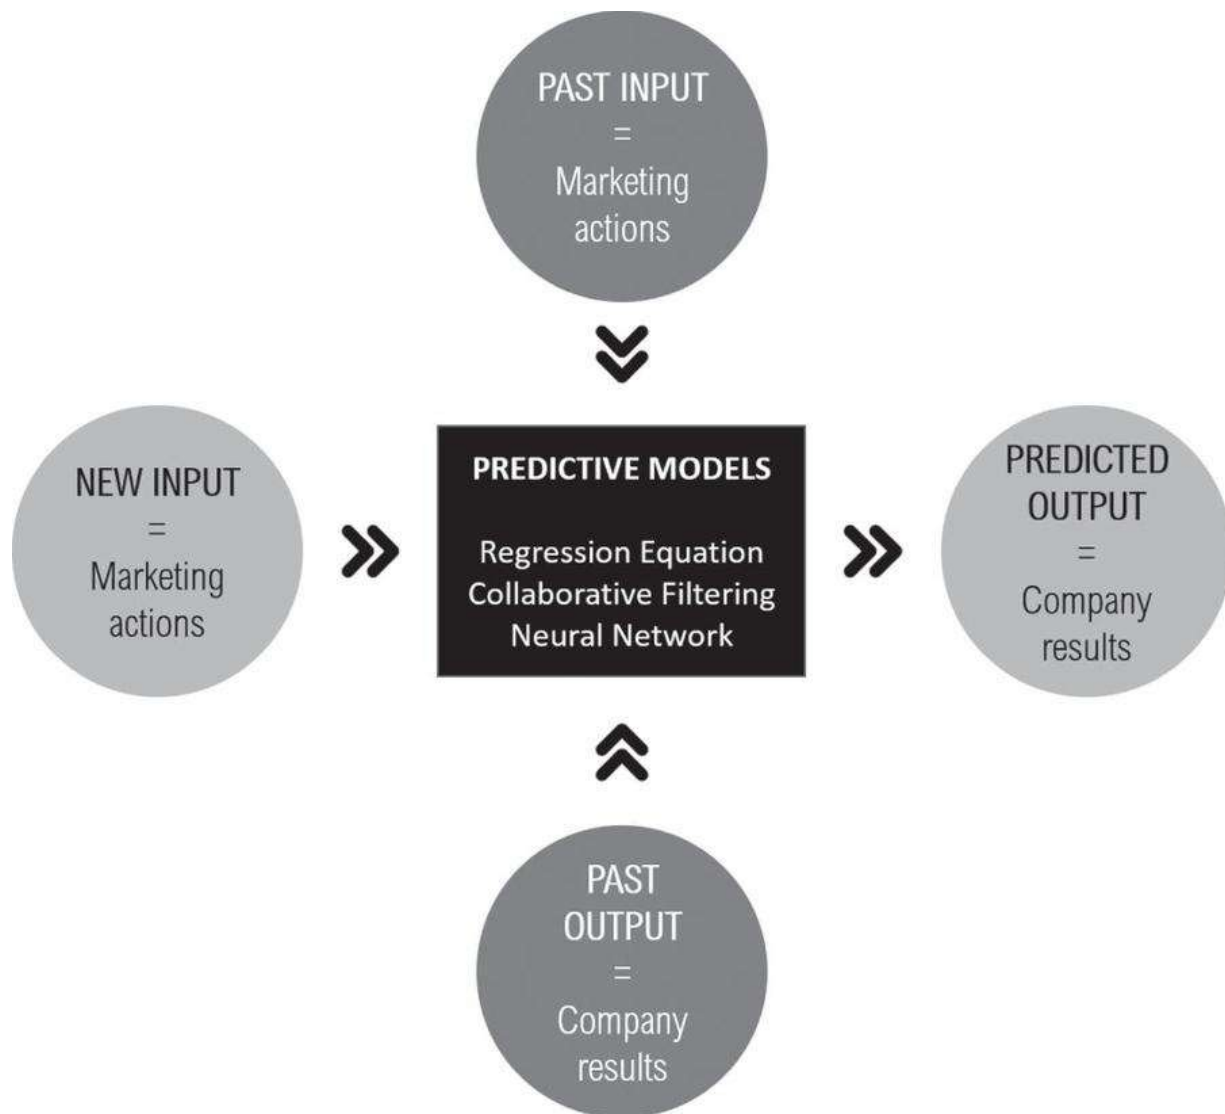 PAST INPUT
=
Marketing
actions
NEW INPUT
=
Marketing
actions
PREDICTIVE MODELS
Regression Equation
Collaborative Filtering
Neural Network
PREDICTED
OUTPUT
=
Company
results
PAST
OUTPUT
=
Company
results